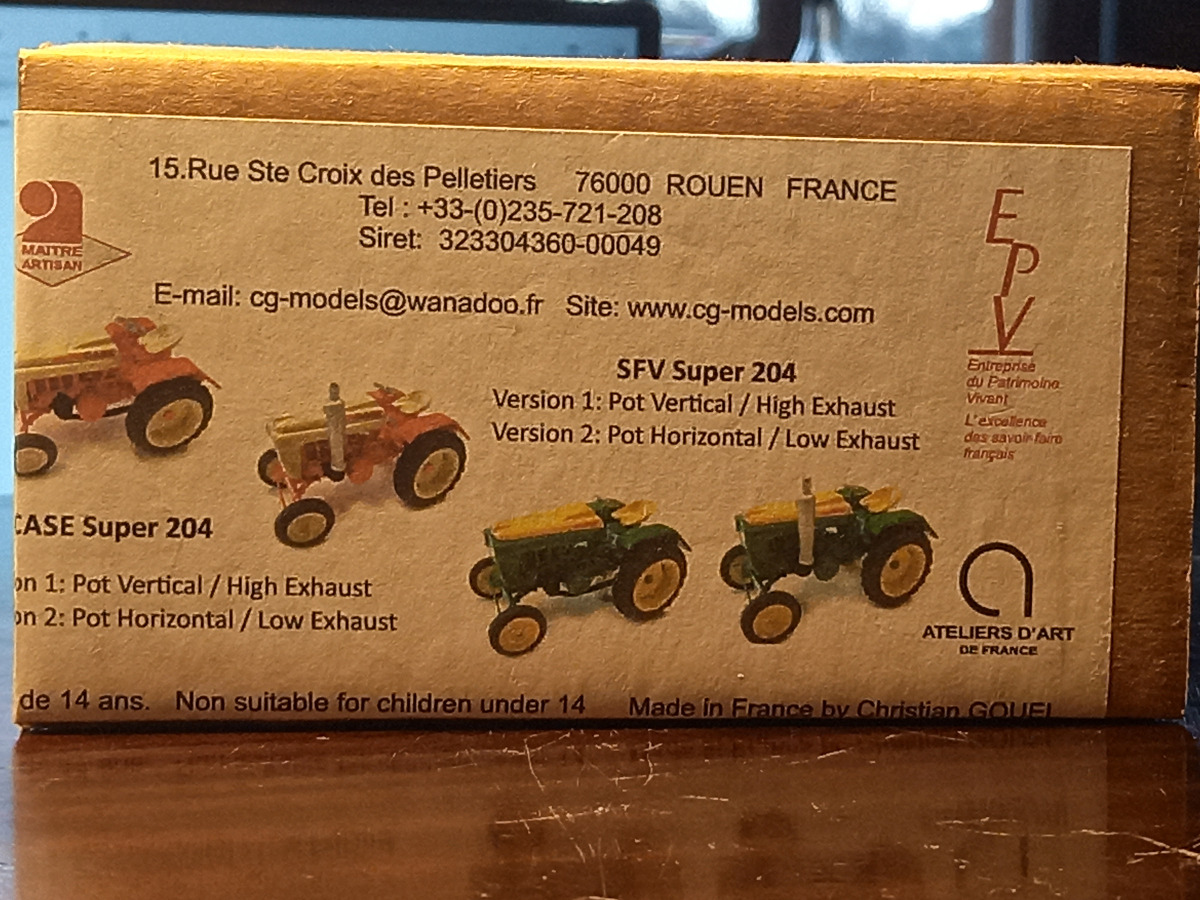 15.Rue Ste Croix des Pelletiers 76000 ROUEN FRANCE
Tel : +33-(0)235-721-208
Siret: 323304360-00049
MAITRE
ARTISAN
E-mail: cg-models@wanadoo.fr Site: www.cg-models.com
EPV
Entreprise
du Patrimoine
Vivant
L'excellence
des savoir-faire
français
SFV Super 204
Version 1: Pot Vertical / High Exhaust
Version 2: Pot Horizontal / Low Exhaust
CASE Super 204
on 1: Pot Vertical / High Exhaust
on 2: Pot Horizontal / Low Exhaust
ATELIERS D'ART
DE FRANCE
de 14 ans. Non suitable for children under 14 Made in France by Christian GOUEL